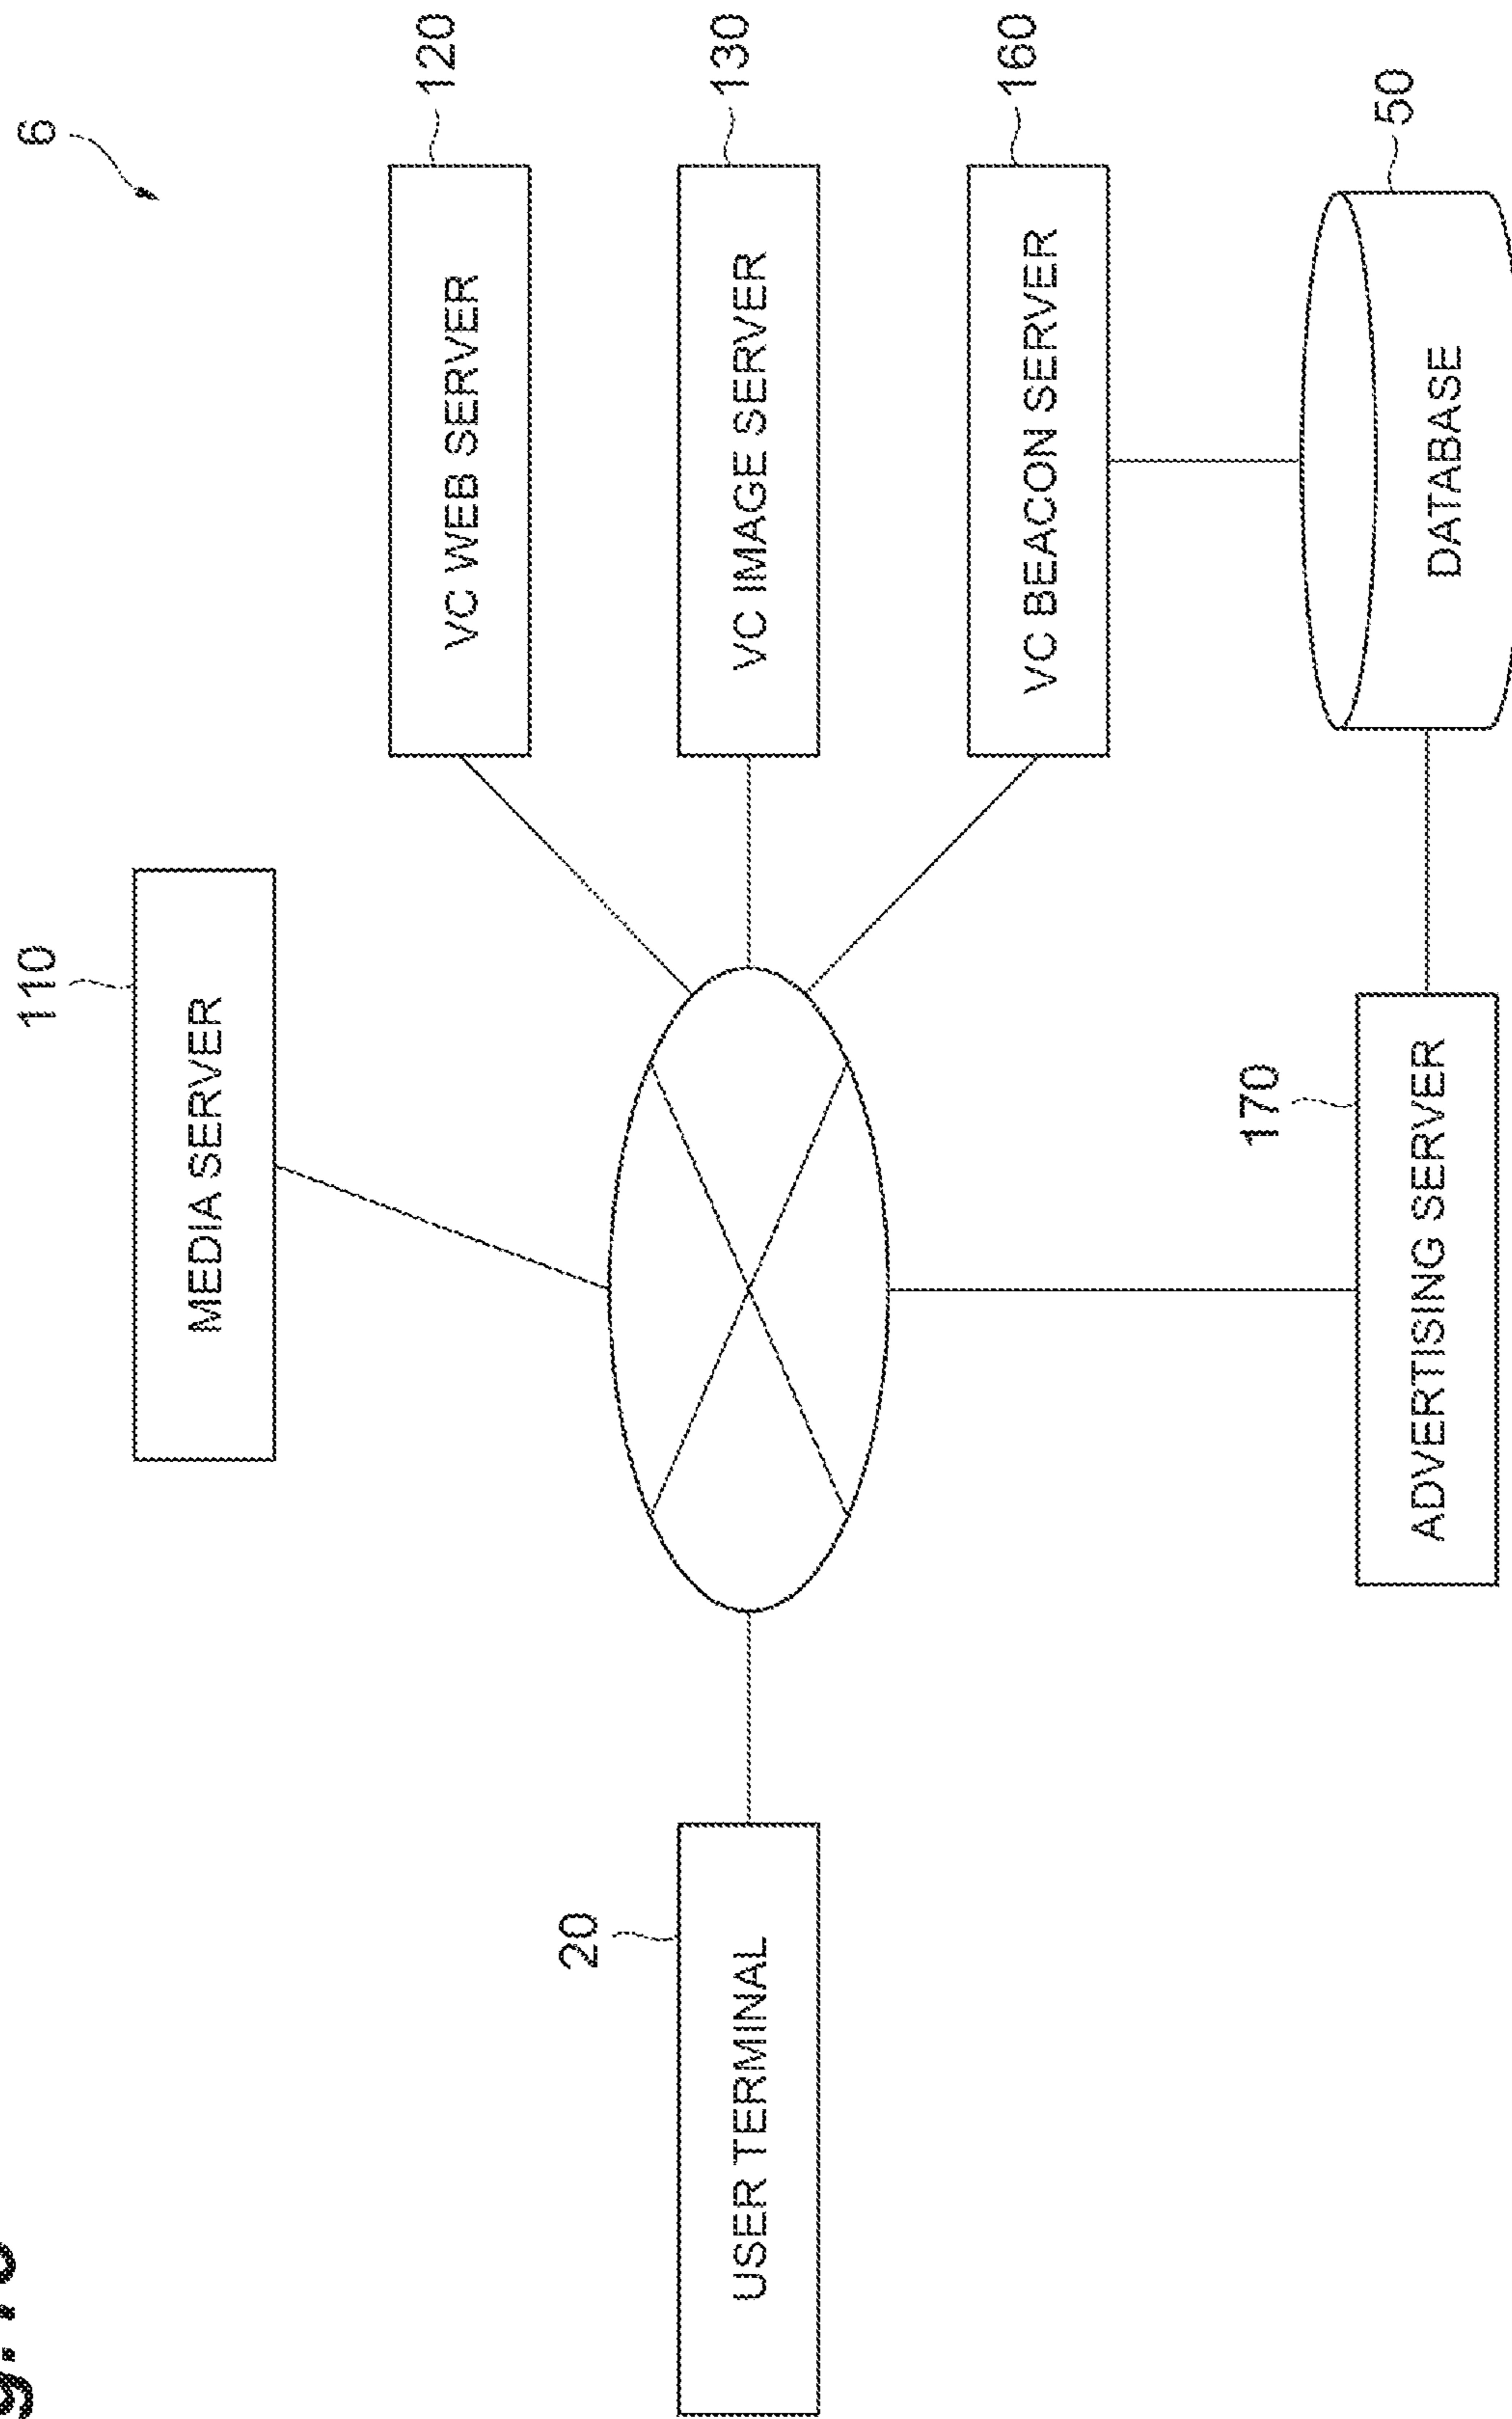 6
110
MEDIA SERVER
120
VC WEB SERVER
20
USER TERMINAL
130
VC IMAGE SERVER
160
VC BEACON SERVER
170
ADVERTISING SERVER
50
DATABASE